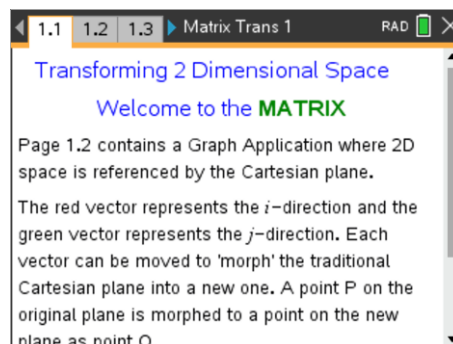 1.1 1.2 1.3 Matrix Trans 1 RAD
Transforming 2 Dimensional Space
Welcome to the MATRIX
Page 1.2 contains a Graph Application where 2D
space is referenced by the Cartesian plane.
The red vector represents the i-direction and the
green vector represents the j-direction. Each
vector can be moved to 'morph' the traditional
Cartesian plane into a new one. A point P on the
original plane is morphed to a point on the new
plane as point Q